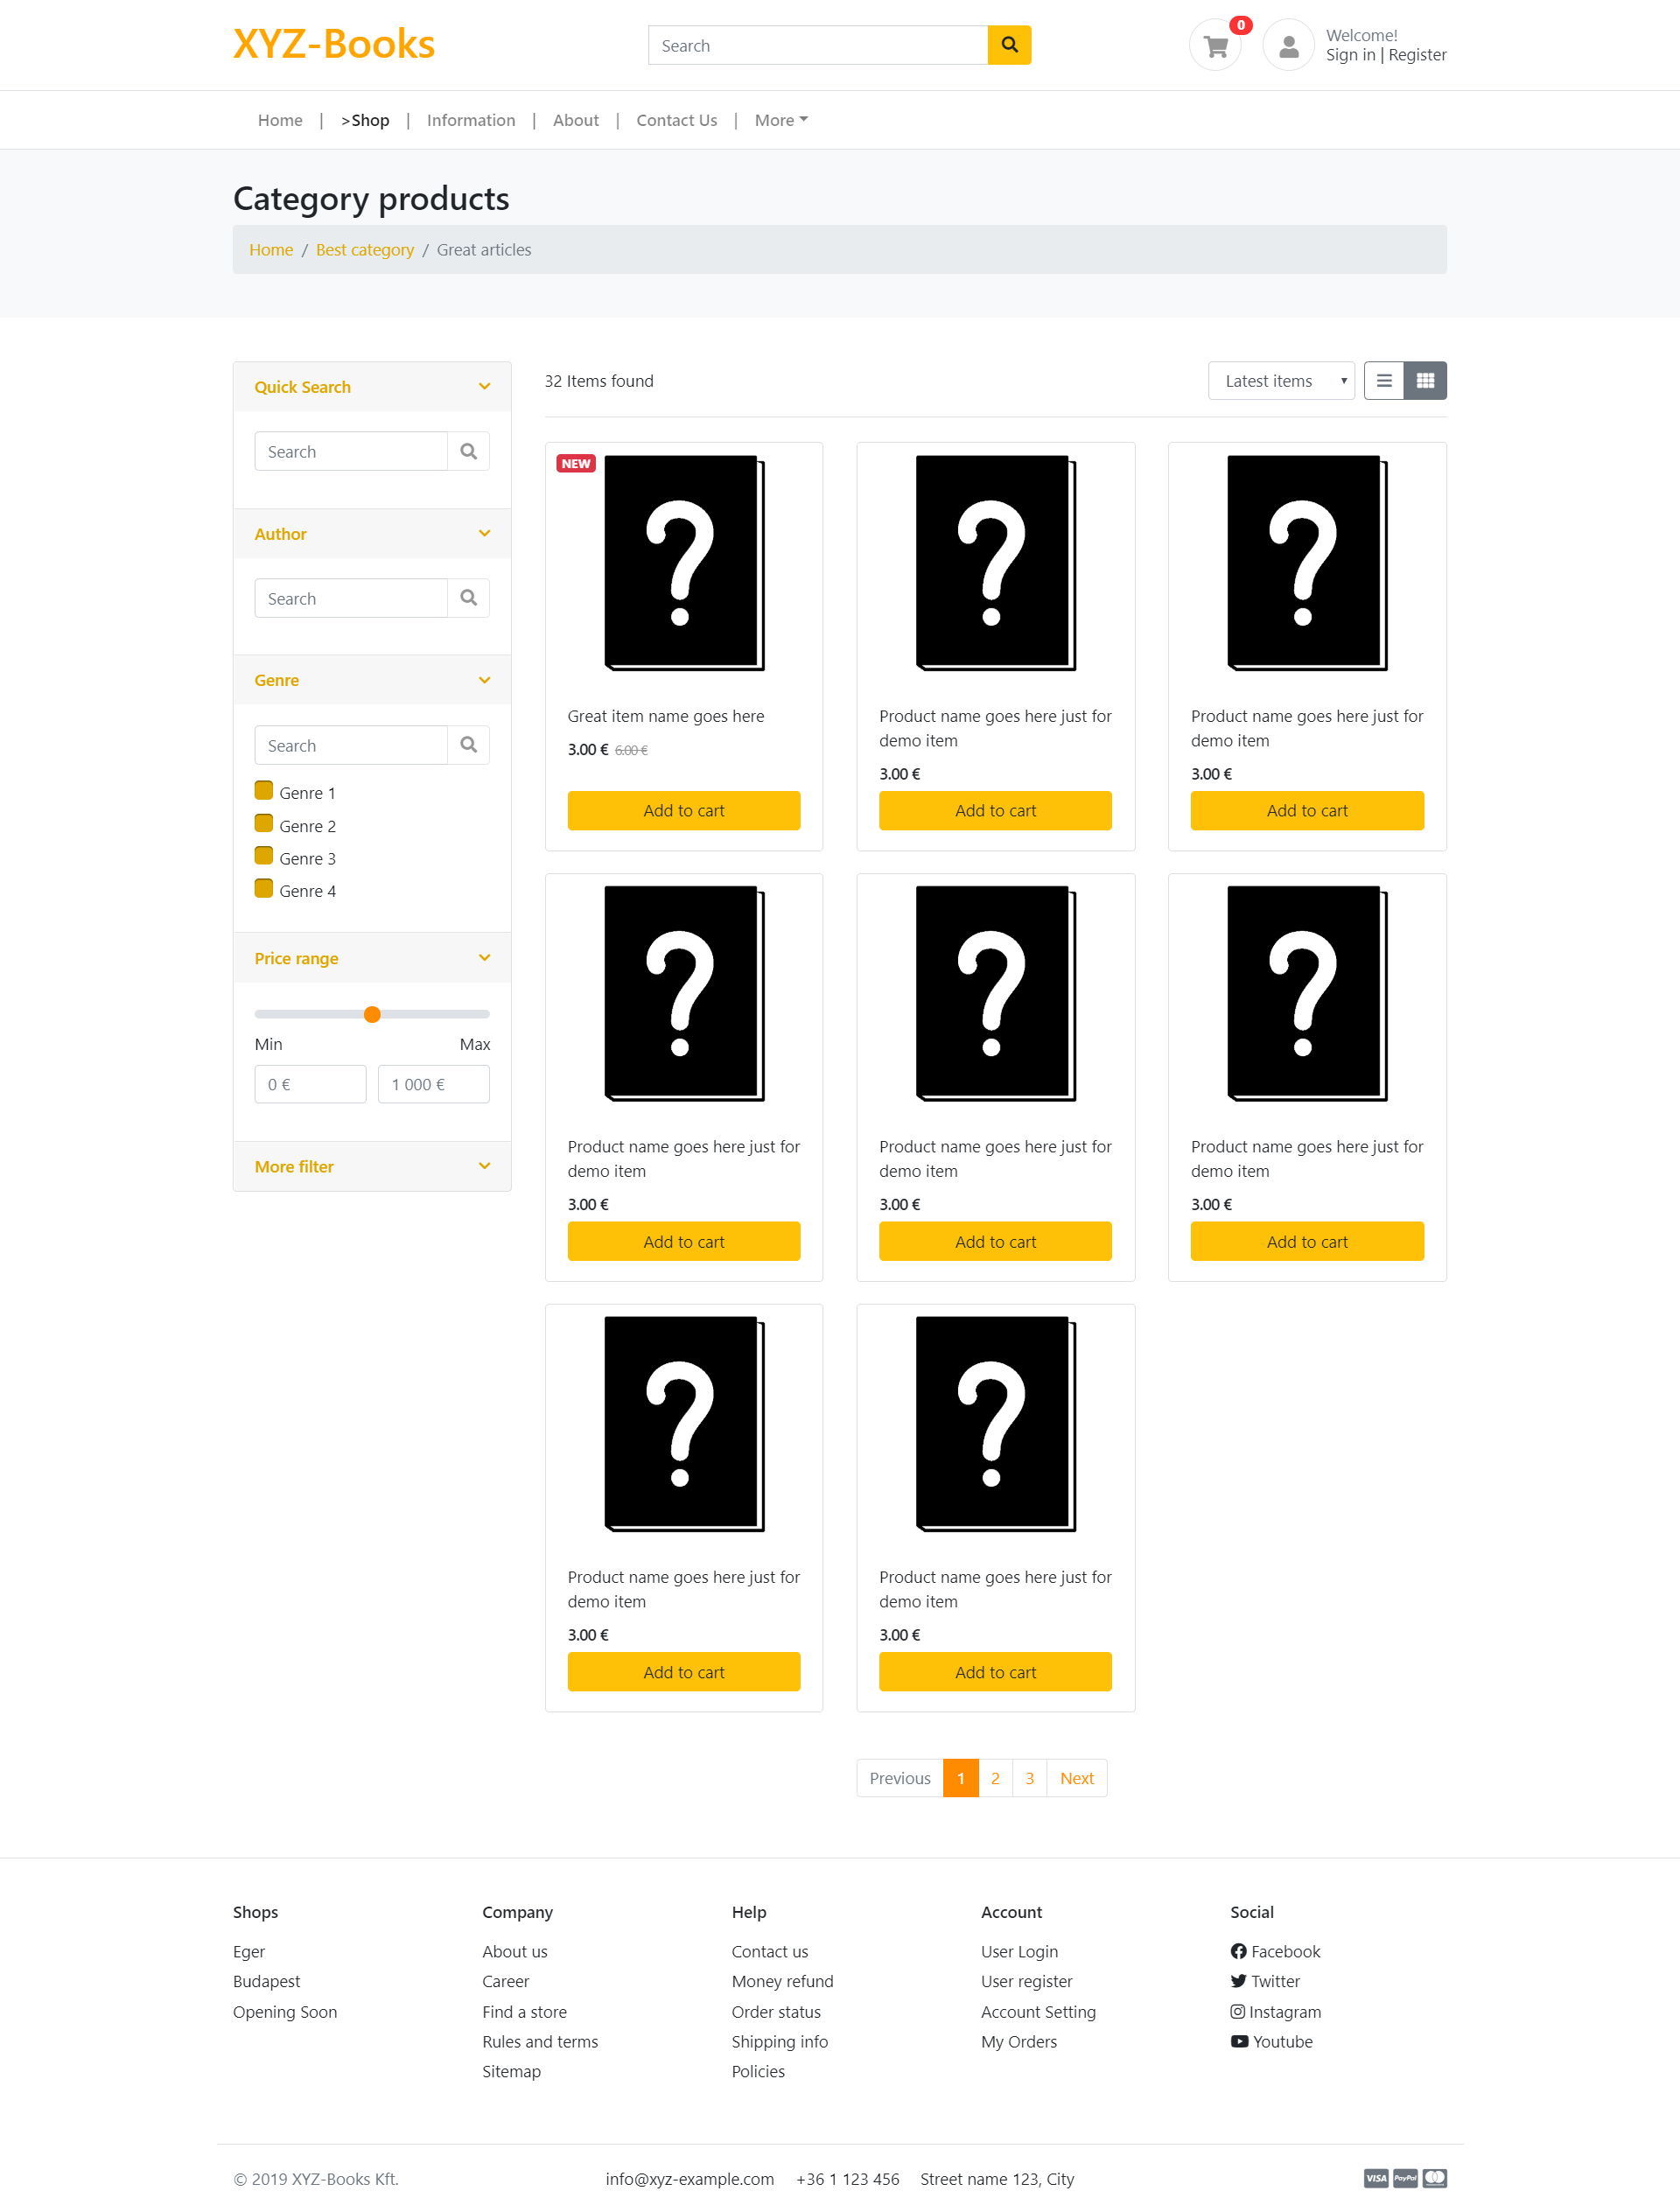 XYZ-Books
Search
0
Welcome!
Sign in | Register
Home | >Shop | Information | About | Contact Us | More
Category products
Home / Best category / Great articles
Quick Search
Search
Author
Search
Genre
Search
Genre 1
Genre 2
Genre 3
Genre 4
Price range
Min Max
0 € 1 000 €
More filter
32 Items found
Latest items
NEW
?
Great item name goes here
3.00 € 6.00 €
Add to cart
?
Product name goes here just for
demo item
3.00 €
Add to cart
?
Product name goes here just for
demo item
3.00 €
Add to cart
?
Product name goes here just for
demo item
3.00 €
Add to cart
?
Product name goes here just for
demo item
3.00 €
Add to cart
?
Product name goes here just for
demo item
3.00 €
Add to cart
?
Product name goes here just for
demo item
3.00 €
Add to cart
?
Product name goes here just for
demo item
3.00 €
Add to cart
Previous 1 2 3 Next
Shops
Eger
Budapest
Opening Soon
Company
About us
Career
Find a store
Rules and terms
Sitemap
Help
Contact us
Money refund
Order status
Shipping info
Policies
Account
User Login
User register
Account Setting
My Orders
Social
Facebook
Twitter
Instagram
Youtube
© 2019 XYZ-Books Kft.
info@xyz-example.com +36 1 123 456 Street name 123, City
VISA PayPal